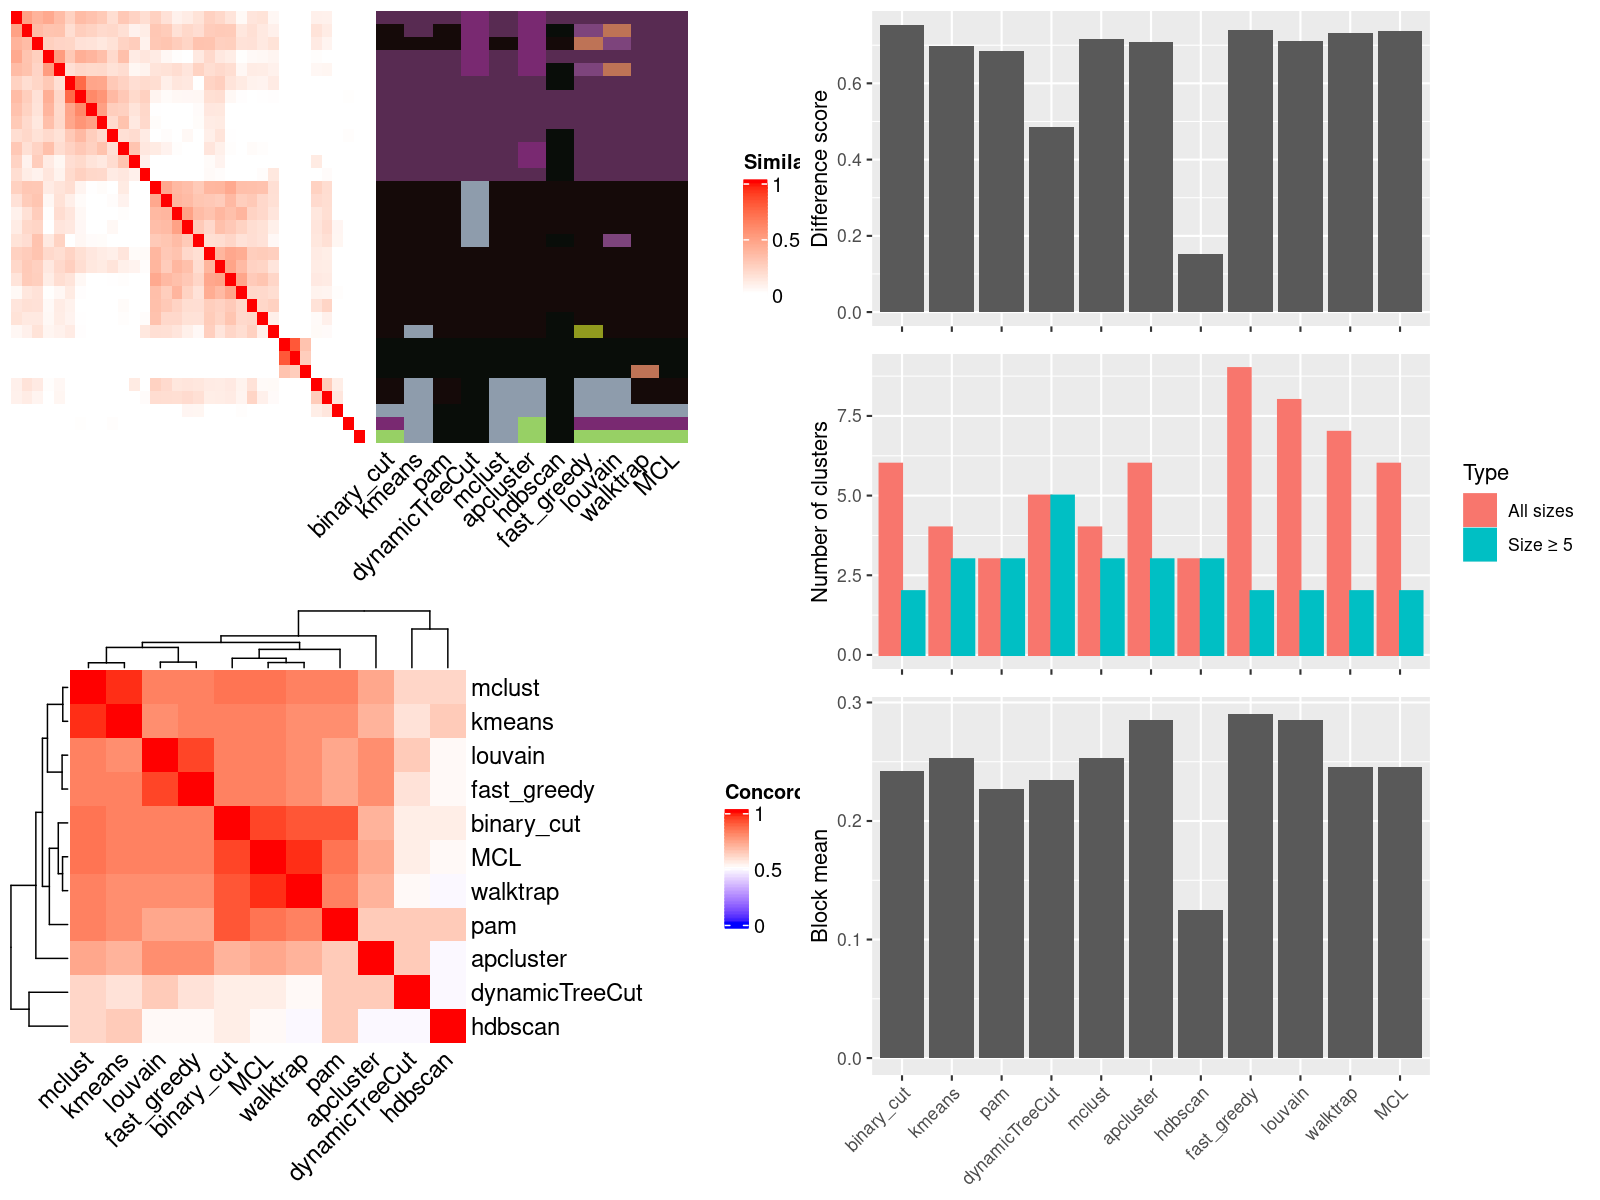 Simila
1
0.5
0
binary_cut
kmeans
pam
dynamicTreeCut
mclust
apcluster
hdbscan
fast_greedy
louvain
walktrap
MCL
mclust
kmeans
louvain
fast_greedy
binary_cut
MCL
walktrap
pam
apcluster
dynamicTreeCut
hdbscan
Concord
1
0.5
0
mclust
kmeans
louvain
fast_greedy
binary_cut
MCL
walktrap
pam
apcluster
dynamicTreeCut
hdbscan
Difference score
0.6
0.4
0.2
0.0
Number of clusters
7.5
5.0
2.5
0.0
Type
All sizes
Size ≥ 5
Block mean
0.3
0.2
0.1
0.0
binary_cut
kmeans
pam
dynamicTreeCut
mclust
apcluster
hdbscan
fast_greedy
louvain
walktrap
MCL